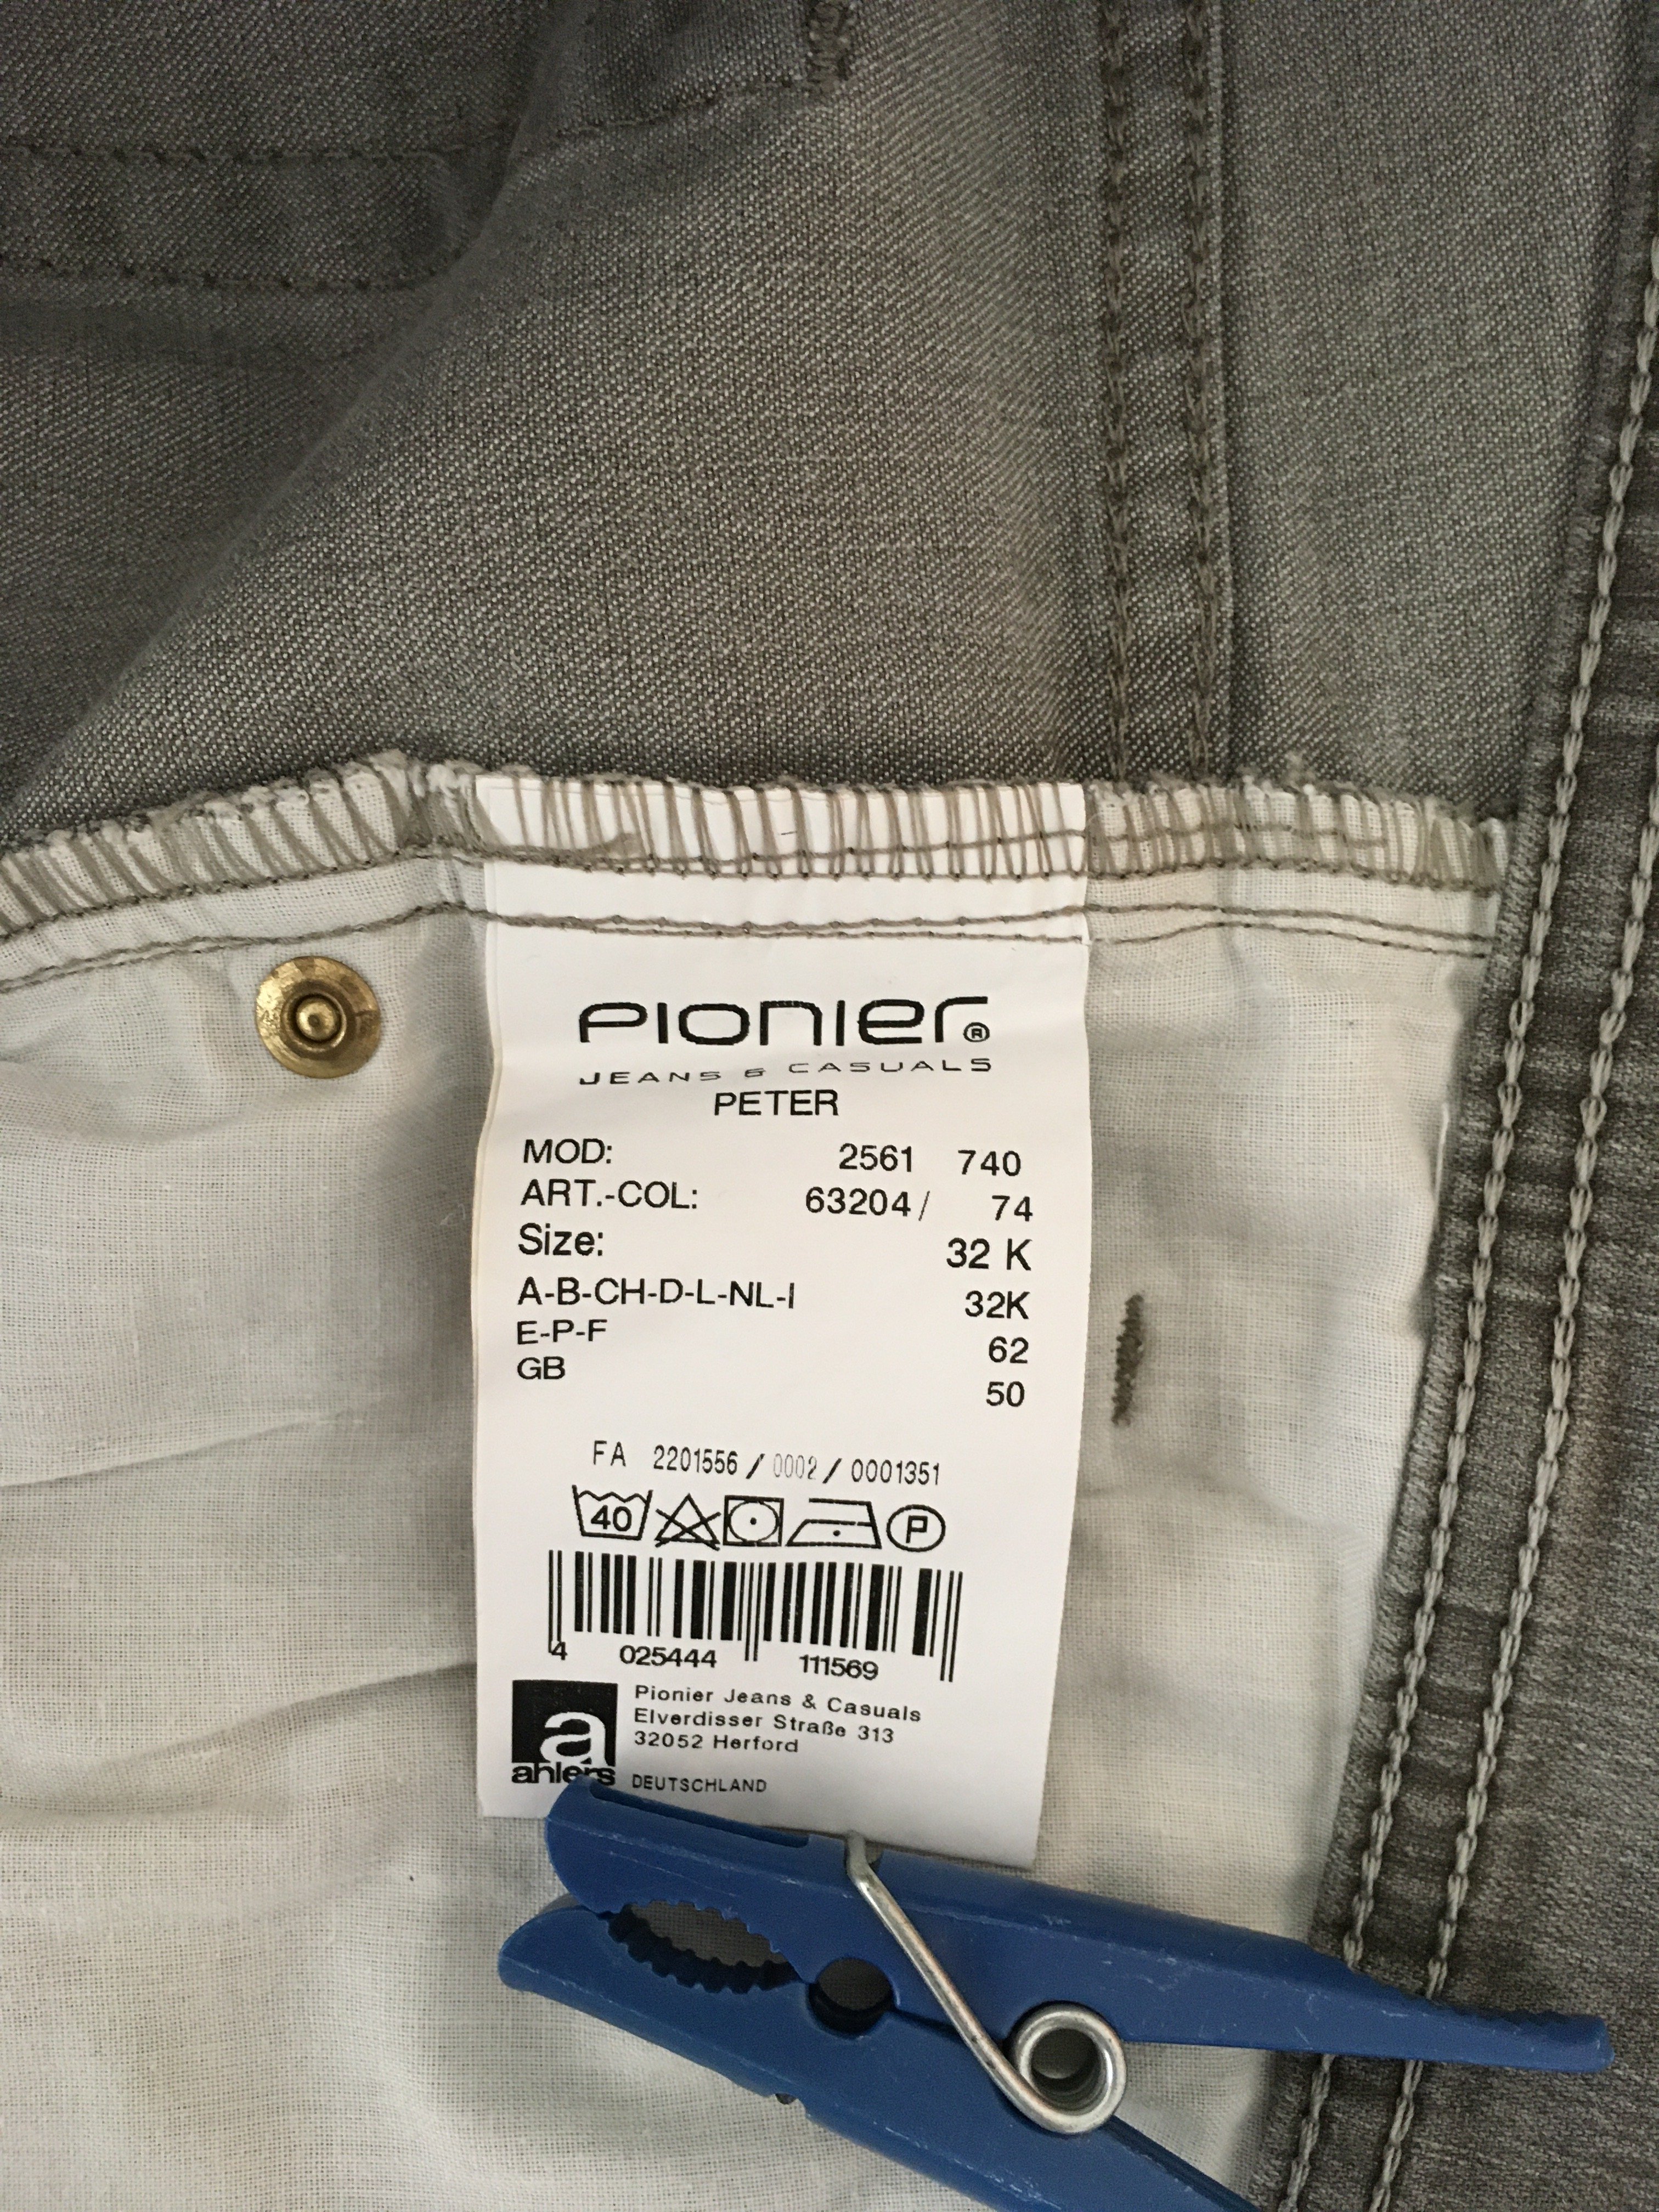 PIONIER®
JEANS & CASUALS
PETER
MOD: 2561 740
ART.-COL: 63204 / 74
Size: 32 K
A-B-CH-D-L-NL-I 32K
E-P-F 62
GB 50
FA 2201556 / 0002 / 0001351
40 P
4 025444 111569
Pionier Jeans & Casuals
Elverdisser Straße 313
32052 Herford
a
ahlers DEUTSCHLAND